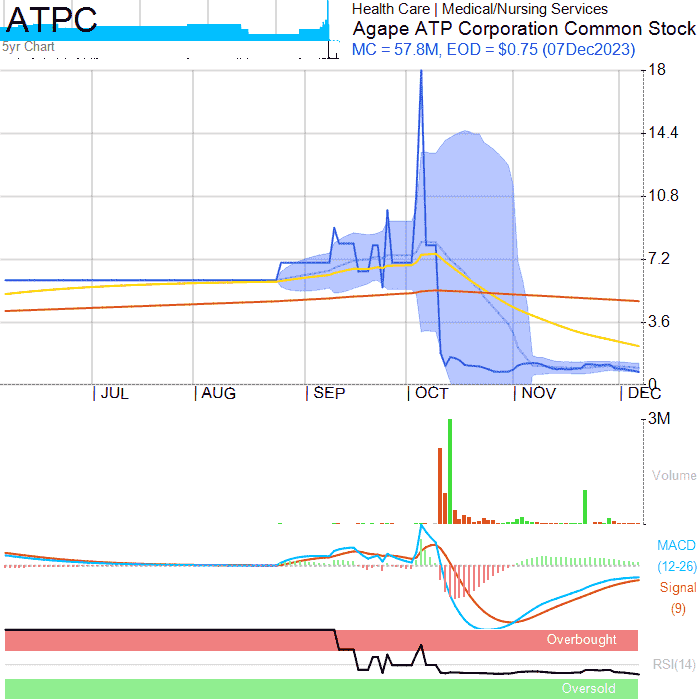 ATPC
5yr Chart
Health Care | Medical/Nursing Services
Agape ATP Corporation Common Stock
MC = 57.8M, EOD = $0.75 (07Dec2023)
18
14.4
10.8
7.2
3.6
0
JUL AUG SEP OCT NOV DEC
3M
Volume
MACD
(12-26)
Signal
(9)
Overbought
RSI(14)
Oversold